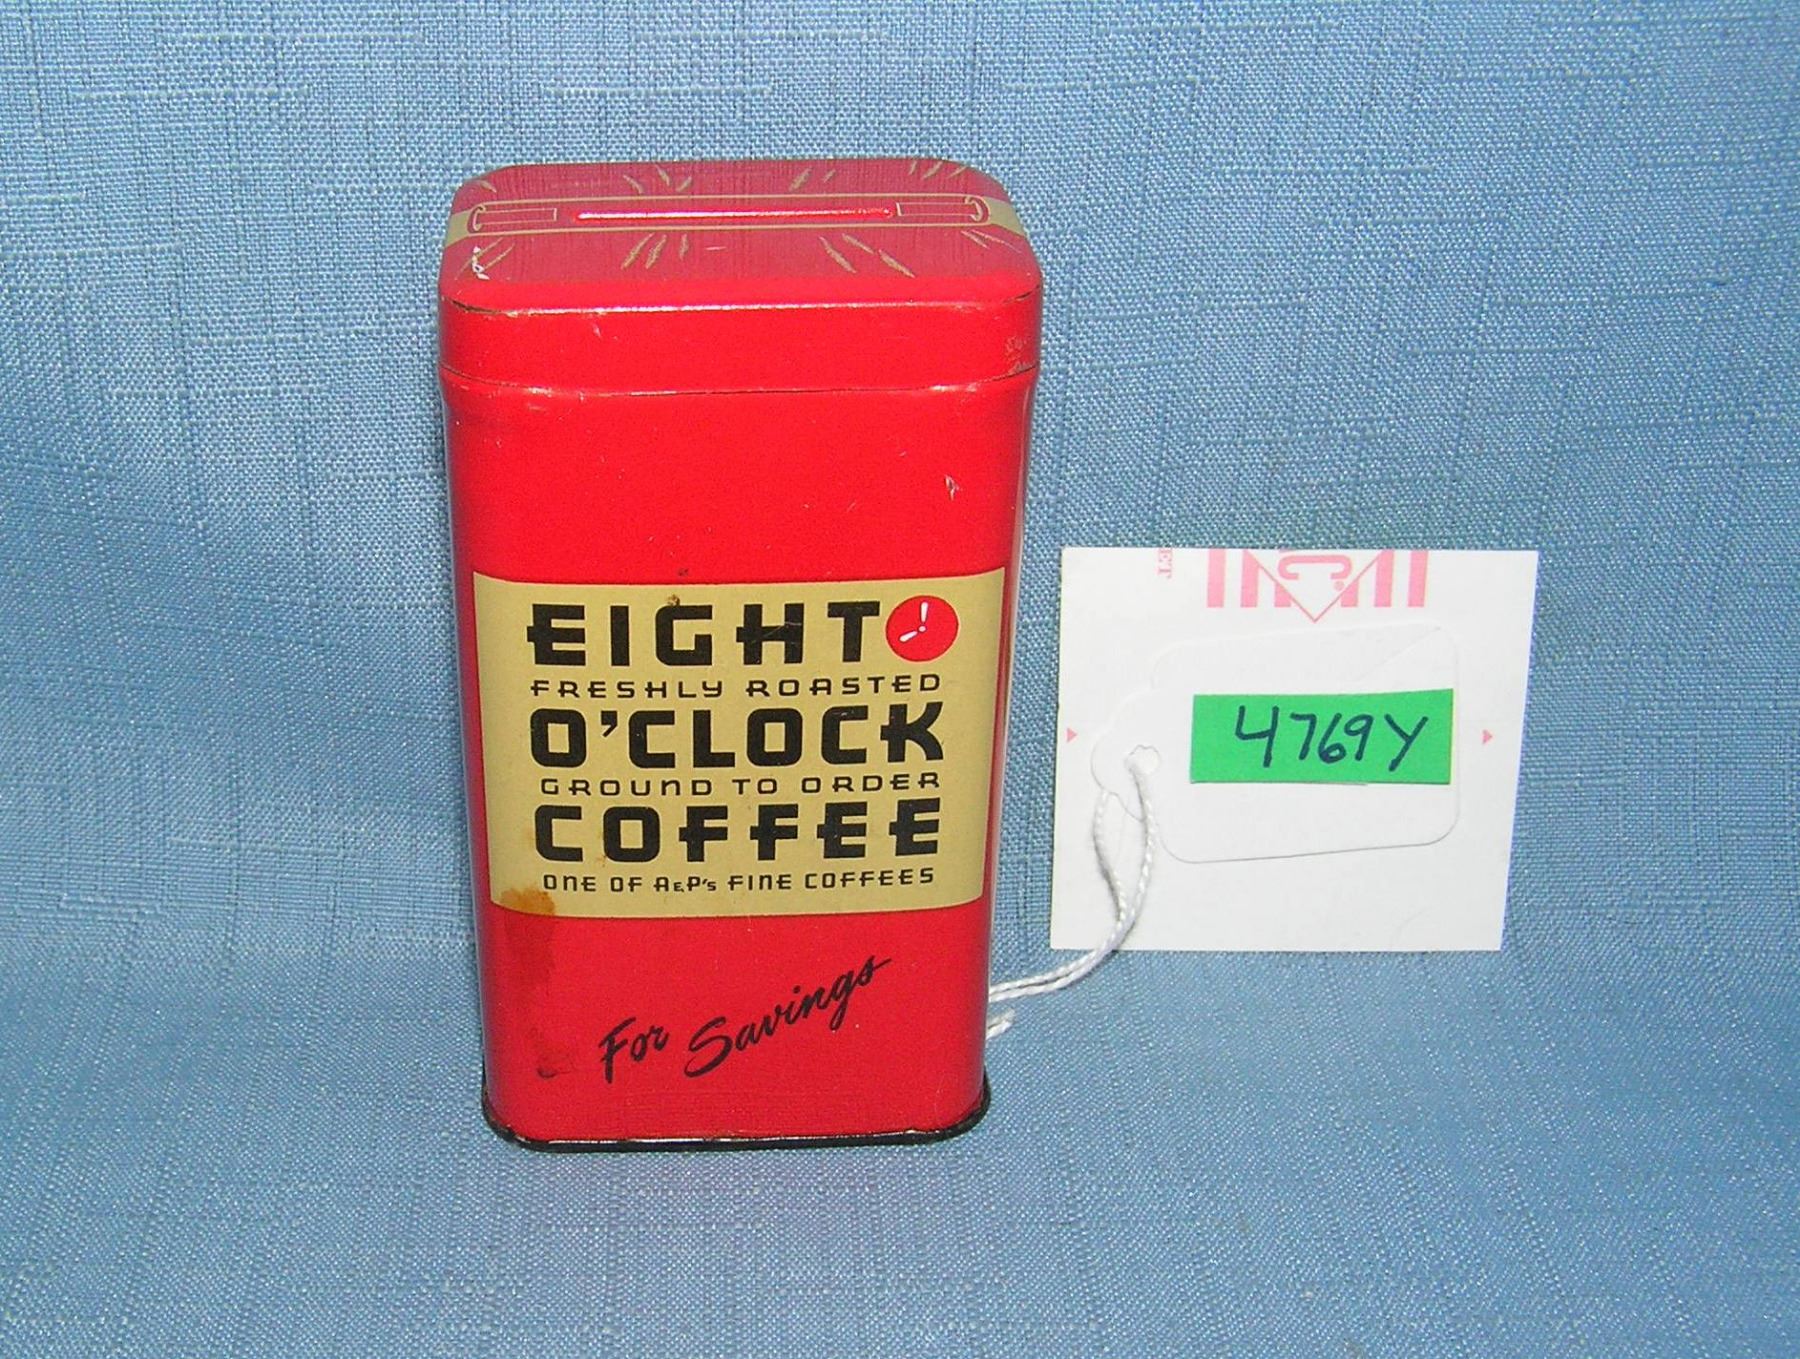 EIGHT
FRESHLY ROASTED
O'CLOCK
GROUND TO ORDER
COFFEE
ONE OF A&P's FINE COFFEES
For Savings
4769Y